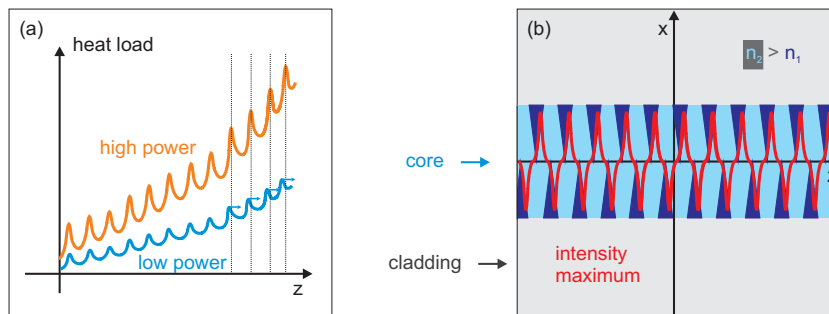 (a)
heat load
high power
low power
z
(b)
x
n₂ > n₁
core
z
cladding
intensity
maximum